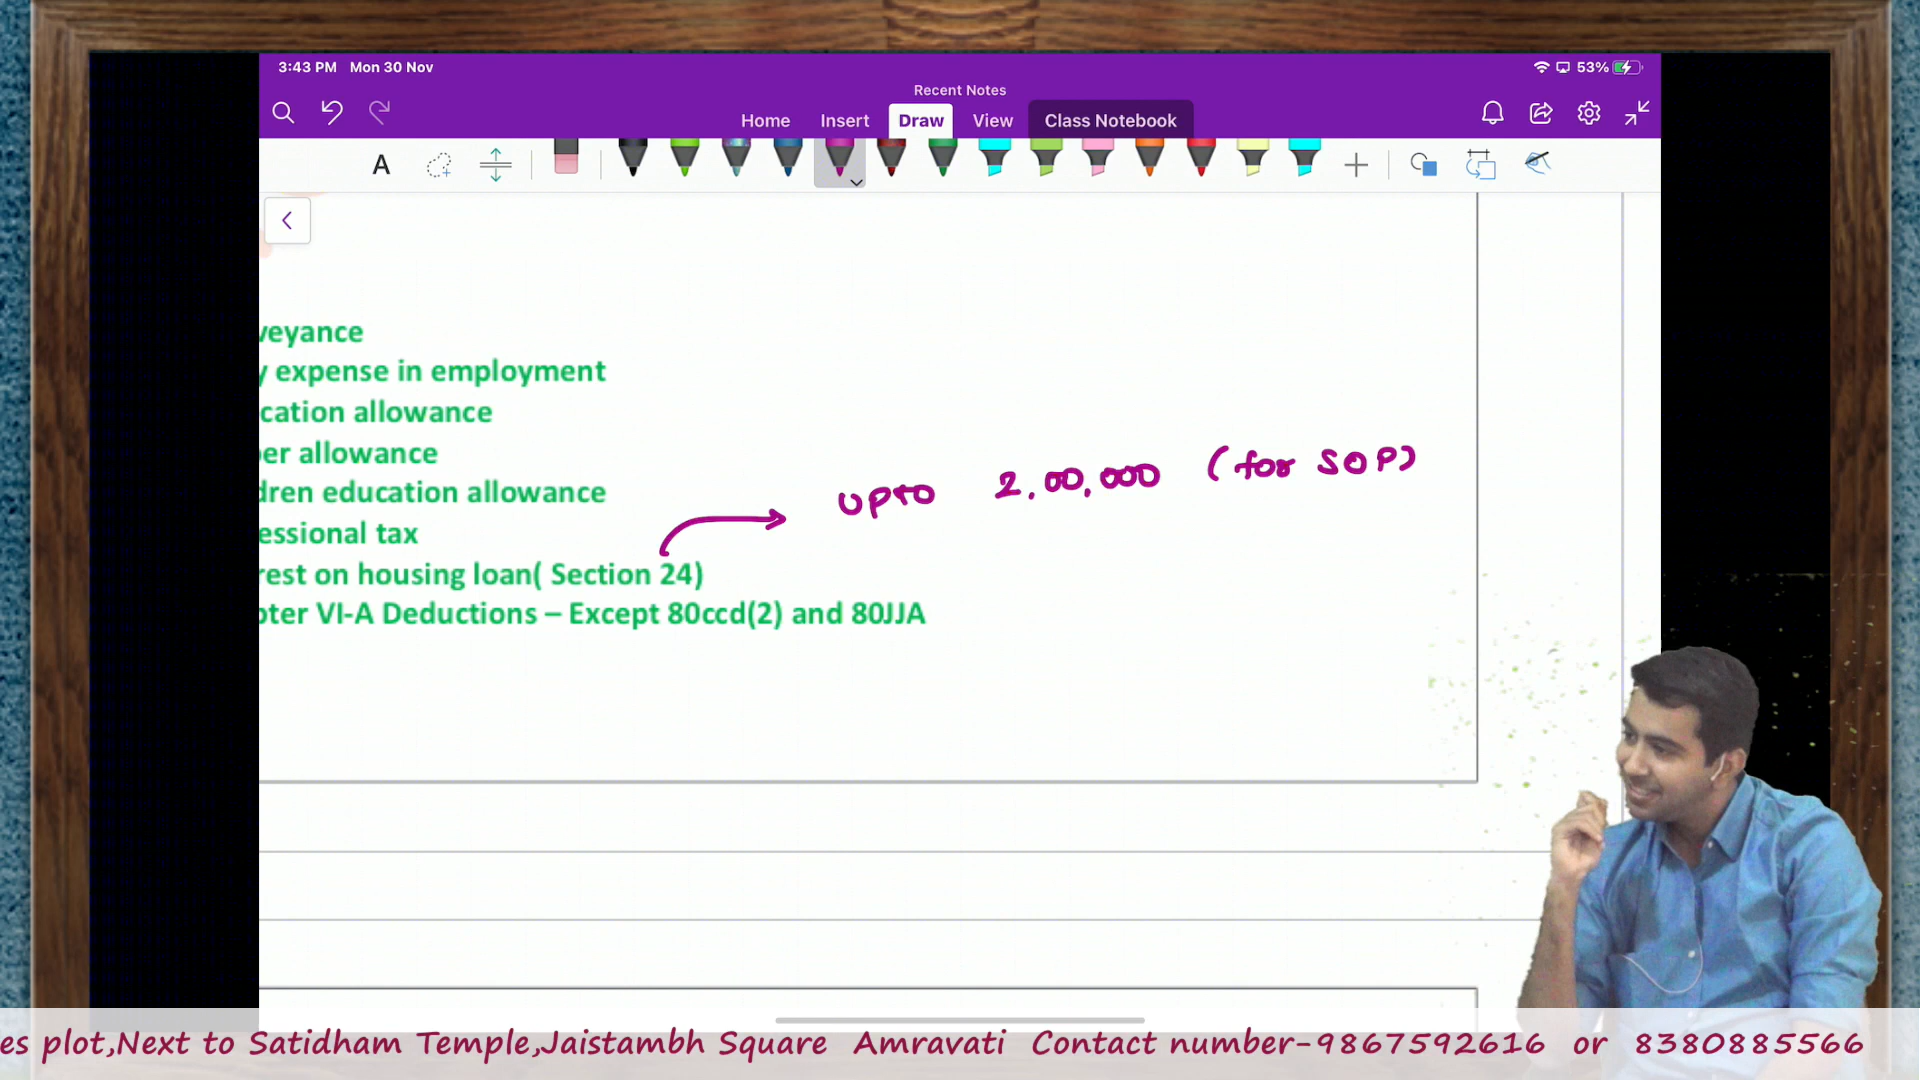 3:43 PM Mon 30 Nov
53%
Recent Notes
Home Insert Draw View Class Notebook
A
veyance
y expense in employment
cation allowance
per allowance
dren education allowance
essional tax
rest on housing loan( Section 24)
pter VI-A Deductions – Except 80ccd(2) and 80JJA
upto 2,00,000 (for SOP)
es plot,Next to Satidham Temple,Jaistambh Square Amravati Contact number-9867592616 or 8380885566